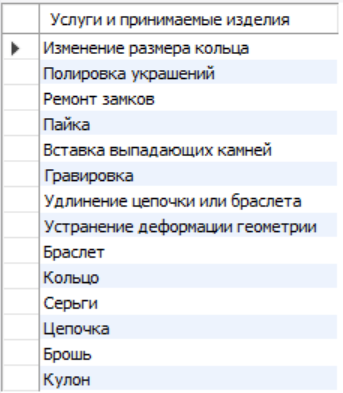 Услуги и принимаемые изделия
Изменение размера кольца
Полировка украшений
Ремонт замков
Пайка
Вставка выпадающих камней
Гравировка
Удлинение цепочки или браслета
Устранение деформации геометрии
Браслет
Кольцо
Серьги
Цепочка
Брошь
Кулон